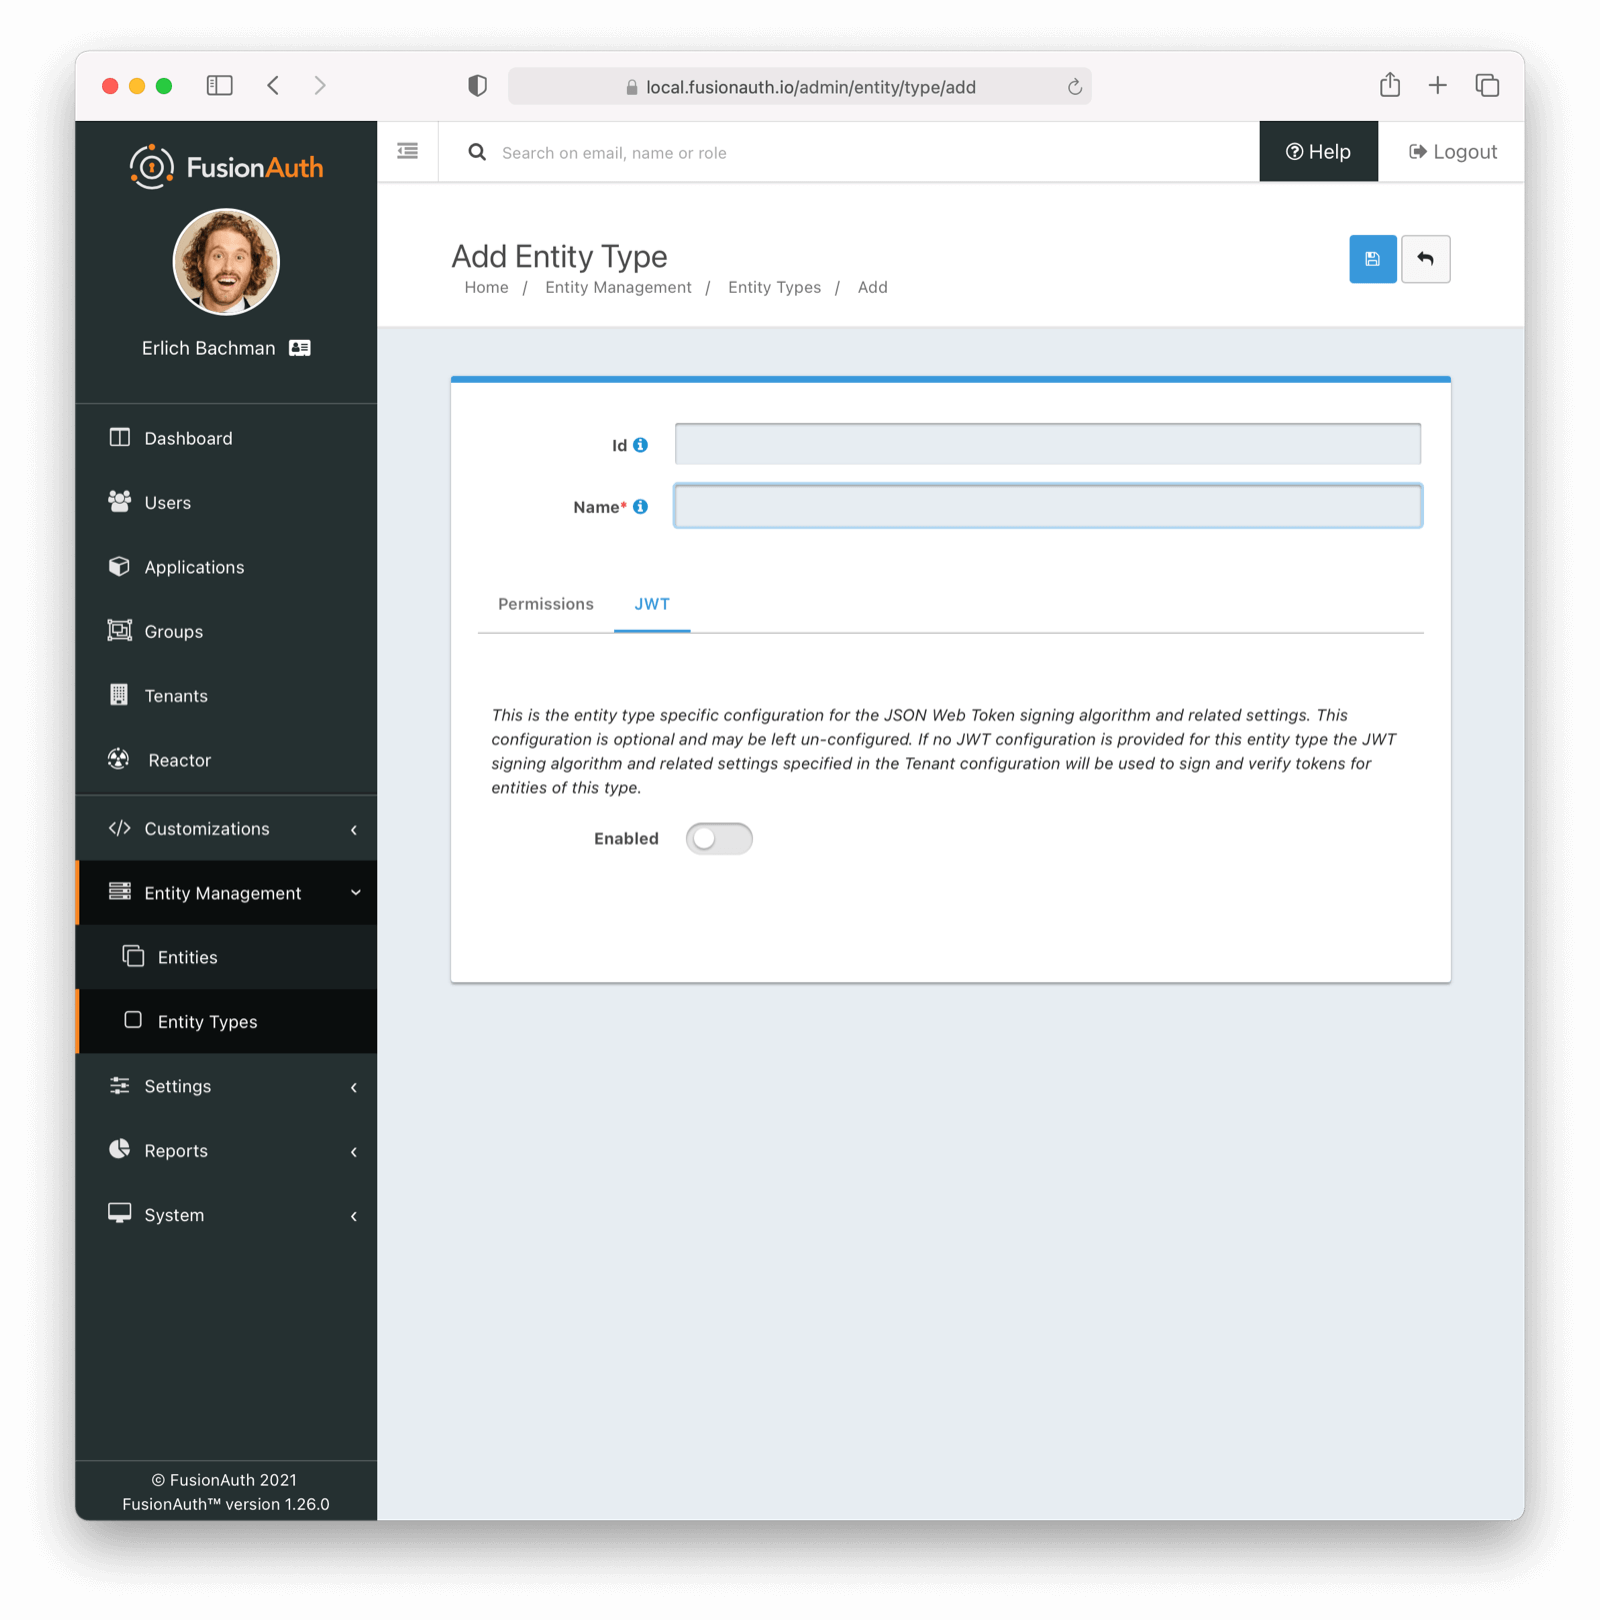 local.fusionauth.io/admin/entity/type/add
FusionAuth
Search on email, name or role
Help
Logout
Erlich Bachman
Add Entity Type
Home / Entity Management / Entity Types / Add
Dashboard
Users
Applications
Groups
Tenants
Reactor
Customizations
Entity Management
Entities
Entity Types
Settings
Reports
System
© FusionAuth 2021
FusionAuth™ version 1.26.0
Id
Name*
Permissions JWT
This is the entity type specific configuration for the JSON Web Token signing algorithm and related settings. This
configuration is optional and may be left un-configured. If no JWT configuration is provided for this entity type the JWT
signing algorithm and related settings specified in the Tenant configuration will be used to sign and verify tokens for
entities of this type.
Enabled